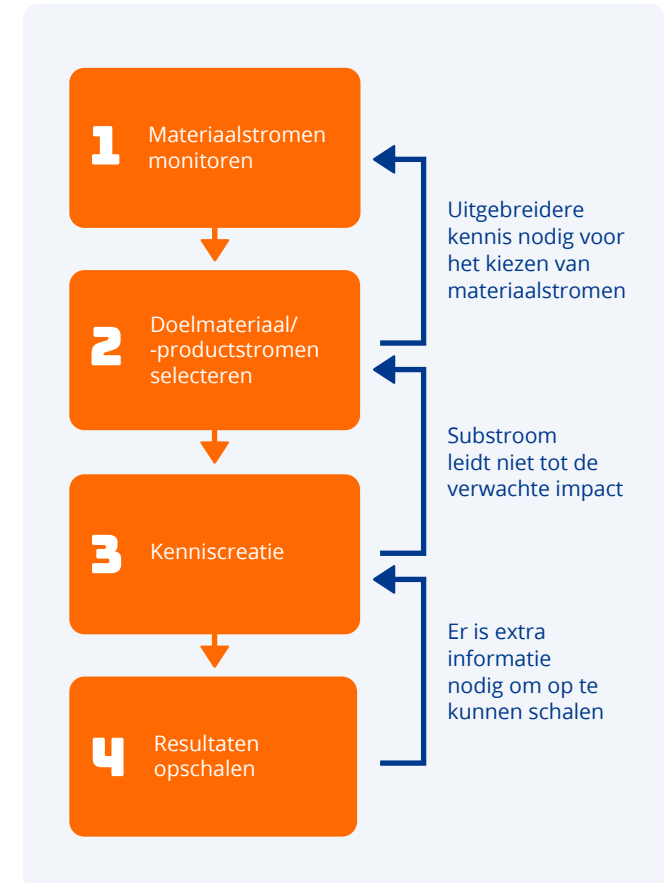 1
Materiaalstromen
monitoren
Uitgebreidere
kennis nodig voor
het kiezen van
materiaalstromen
2
Doelmateriaal/
-productstromen
selecteren
Substroom
leidt niet tot de
verwachte impact
3
Kenniscreatie
Er is extra
informatie
nodig om op te
kunnen schalen
4
Resultaten
opschalen